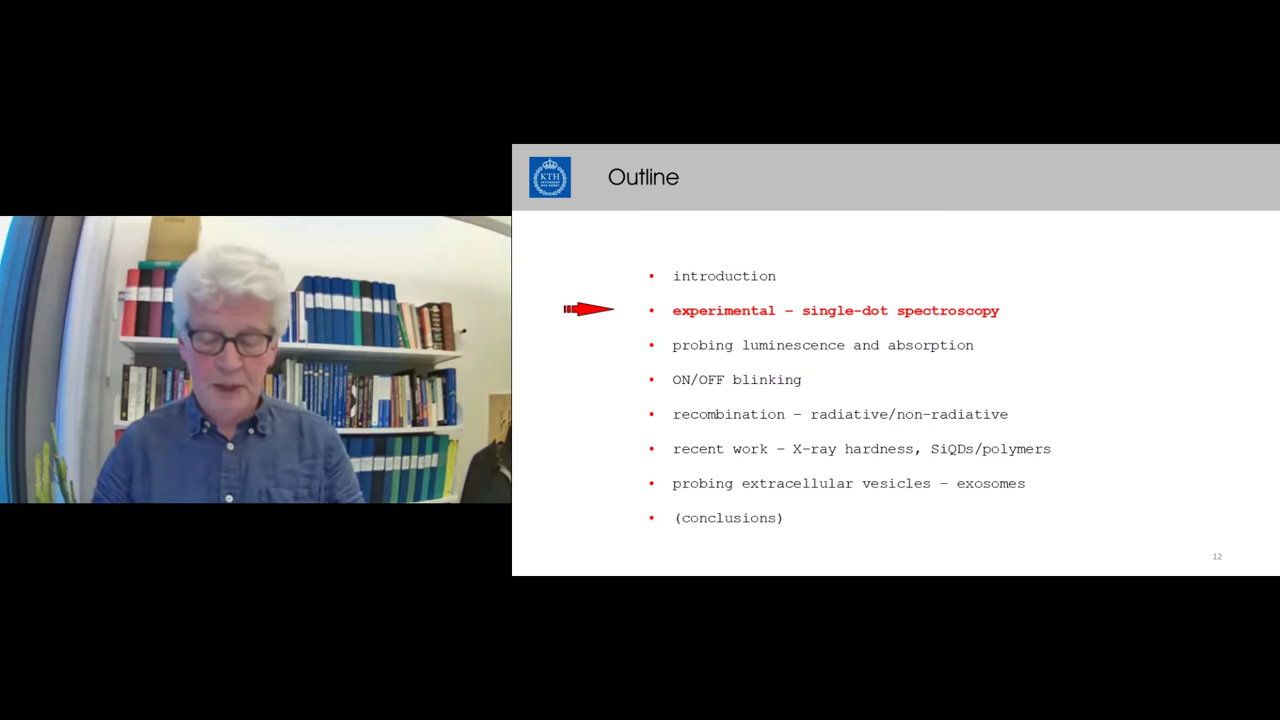 KTH
Outline
• introduction
• experimental – single-dot spectroscopy
• probing luminescence and absorption
• ON/OFF blinking
• recombination – radiative/non-radiative
• recent work – X-ray hardness, SiQDs/polymers
• probing extracellular vesicles – exosomes
• (conclusions)
12